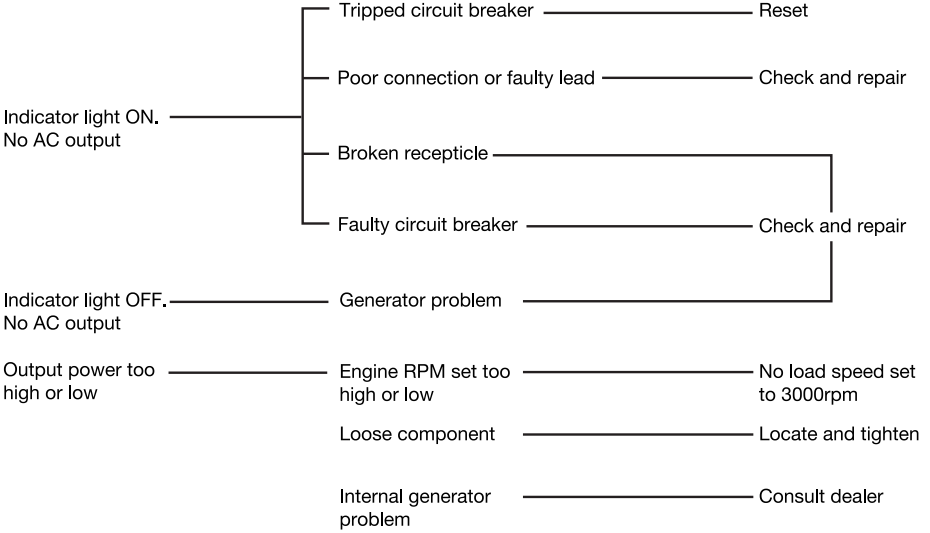 Tripped circuit breaker
Reset
Poor connection or faulty lead
Check and repair
Indicator light ON.
No AC output
Broken recepticle
Faulty circuit breaker
Check and repair
Indicator light OFF.
No AC output
Generator problem
Output power too
high or low
Engine RPM set too
high or low
No load speed set
to 3000rpm
Loose component
Locate and tighten
Internal generator
problem
Consult dealer